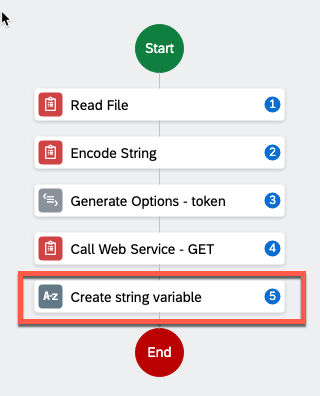 Start
Read File 1
Encode String 2
Generate Options - token 3
Call Web Service - GET 4
A-z Create string variable 5
End